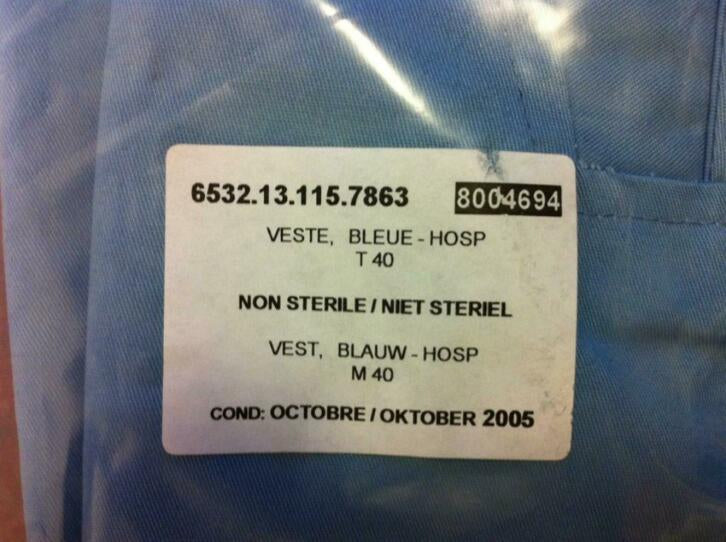 6532.13.115.7863 8004694
VESTE, BLEUE - HOSP
T 40
NON STERILE / NIET STERIEL
VEST, BLAUW - HOSP
M 40
COND: OCTOBRE / OKTOBER 2005